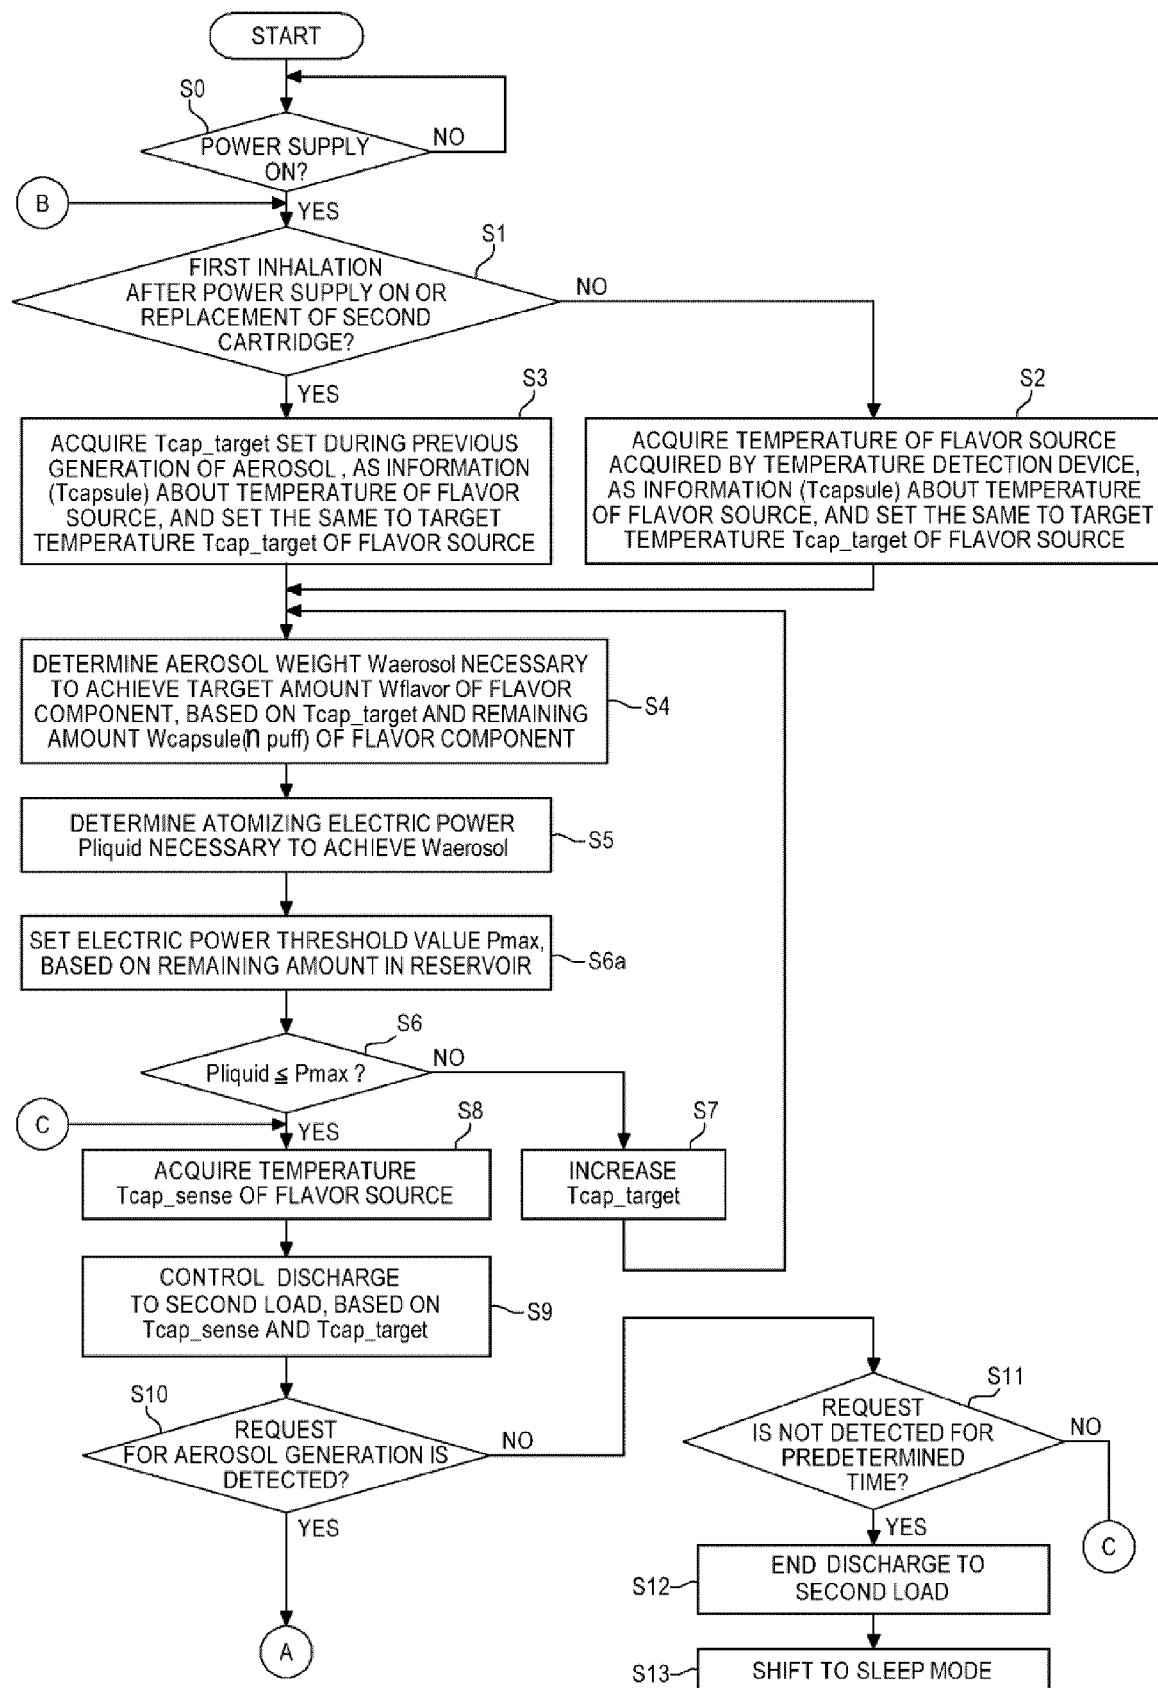 START
S0
POWER SUPPLY
ON?
NO
B
YES
S1
FIRST INHALATION
AFTER POWER SUPPLY ON OR
REPLACEMENT OF SECOND
CARTRIDGE?
NO
YES
S3
ACQUIRE Tcap_target SET DURING PREVIOUS
GENERATION OF AEROSOL, AS INFORMATION
(Tcapsule) ABOUT TEMPERATURE OF FLAVOR
SOURCE, AND SET THE SAME TO TARGET
TEMPERATURE Tcap_target OF FLAVOR SOURCE
S2
ACQUIRE TEMPERATURE OF FLAVOR SOURCE
ACQUIRED BY TEMPERATURE DETECTION DEVICE,
AS INFORMATION (Tcapsule) ABOUT TEMPERATURE
OF FLAVOR SOURCE, AND SET THE SAME TO TARGET
TEMPERATURE Tcap_target OF FLAVOR SOURCE
DETERMINE AEROSOL WEIGHT Waerosol NECESSARY
TO ACHIEVE TARGET AMOUNT Wflavor OF FLAVOR
COMPONENT, BASED ON Tcap_target AND REMAINING
AMOUNT Wcapsule(n puff) OF FLAVOR COMPONENT
S4
DETERMINE ATOMIZING ELECTRIC POWER
Pliquid NECESSARY TO ACHIEVE Waerosol
S5
SET ELECTRIC POWER THRESHOLD VALUE Pmax,
BASED ON REMAINING AMOUNT IN RESERVOIR
S6a
S6
Pliquid ≦ Pmax ?
NO
C
YES
S8
ACQUIRE TEMPERATURE
Tcap_sense OF FLAVOR SOURCE
S7
INCREASE
Tcap_target
CONTROL DISCHARGE
TO SECOND LOAD, BASED ON
Tcap_sense AND Tcap_target
S9
S10
REQUEST
FOR AEROSOL GENERATION IS
DETECTED?
NO
YES
A
S11
REQUEST
IS NOT DETECTED FOR
PREDETERMINED
TIME?
NO
C
YES
S12
END DISCHARGE TO
SECOND LOAD
S13
SHIFT TO SLEEP MODE